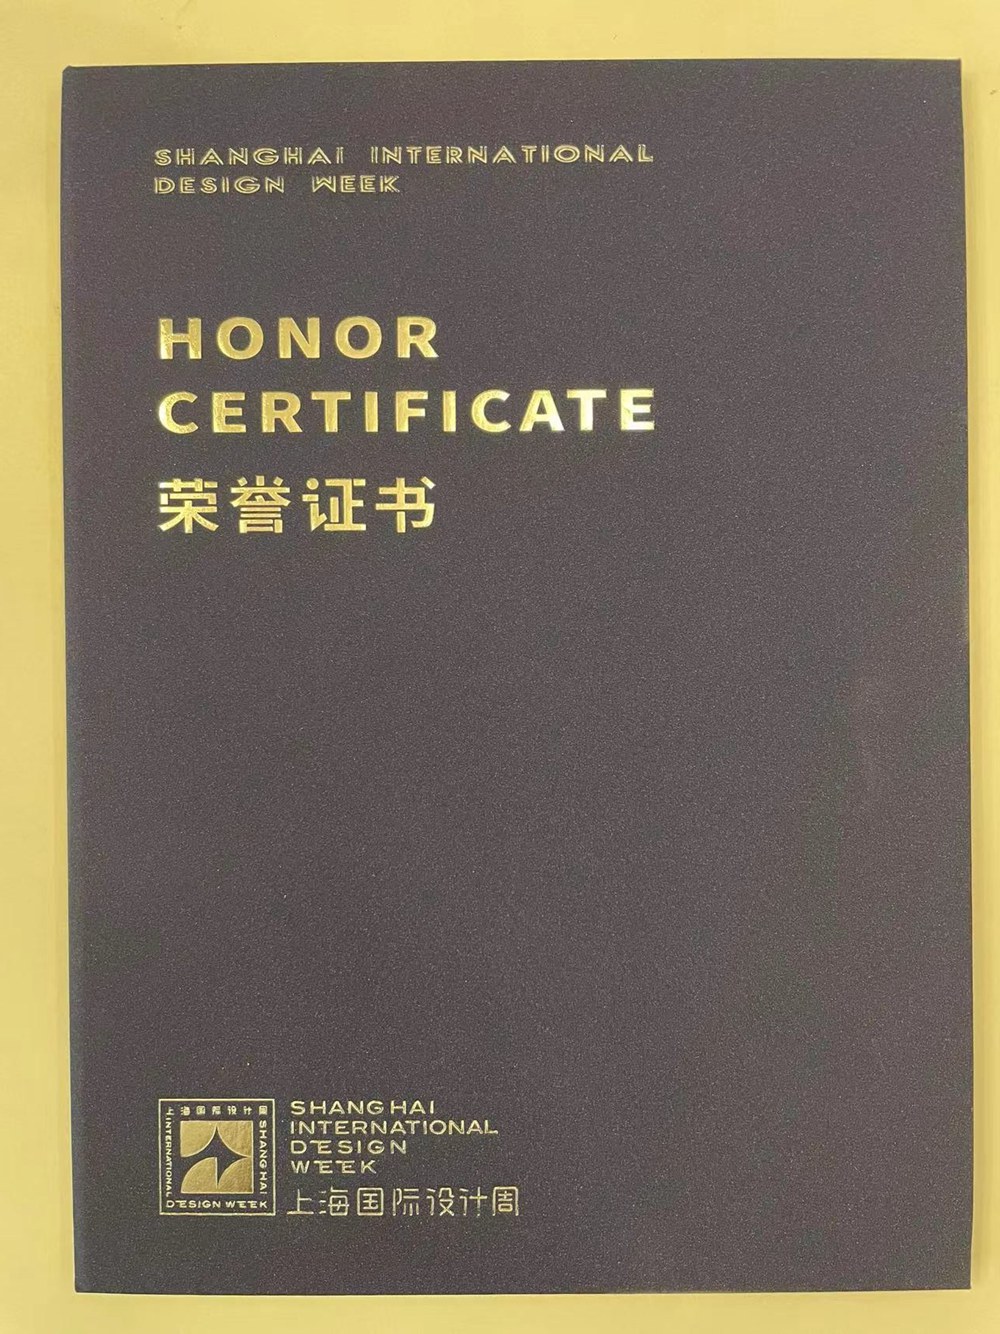 SHANGHAI INTERNATIONAL
DESIGN WEEK
HONOR
CERTIFICATE
荣誉证书
上海国际设计周
INTERNATIONAL
SHANGHAI
DESIGN WEEK
SHANGHAI
INTERNATIONAL
DESIGN
WEEK
上海国际设计周